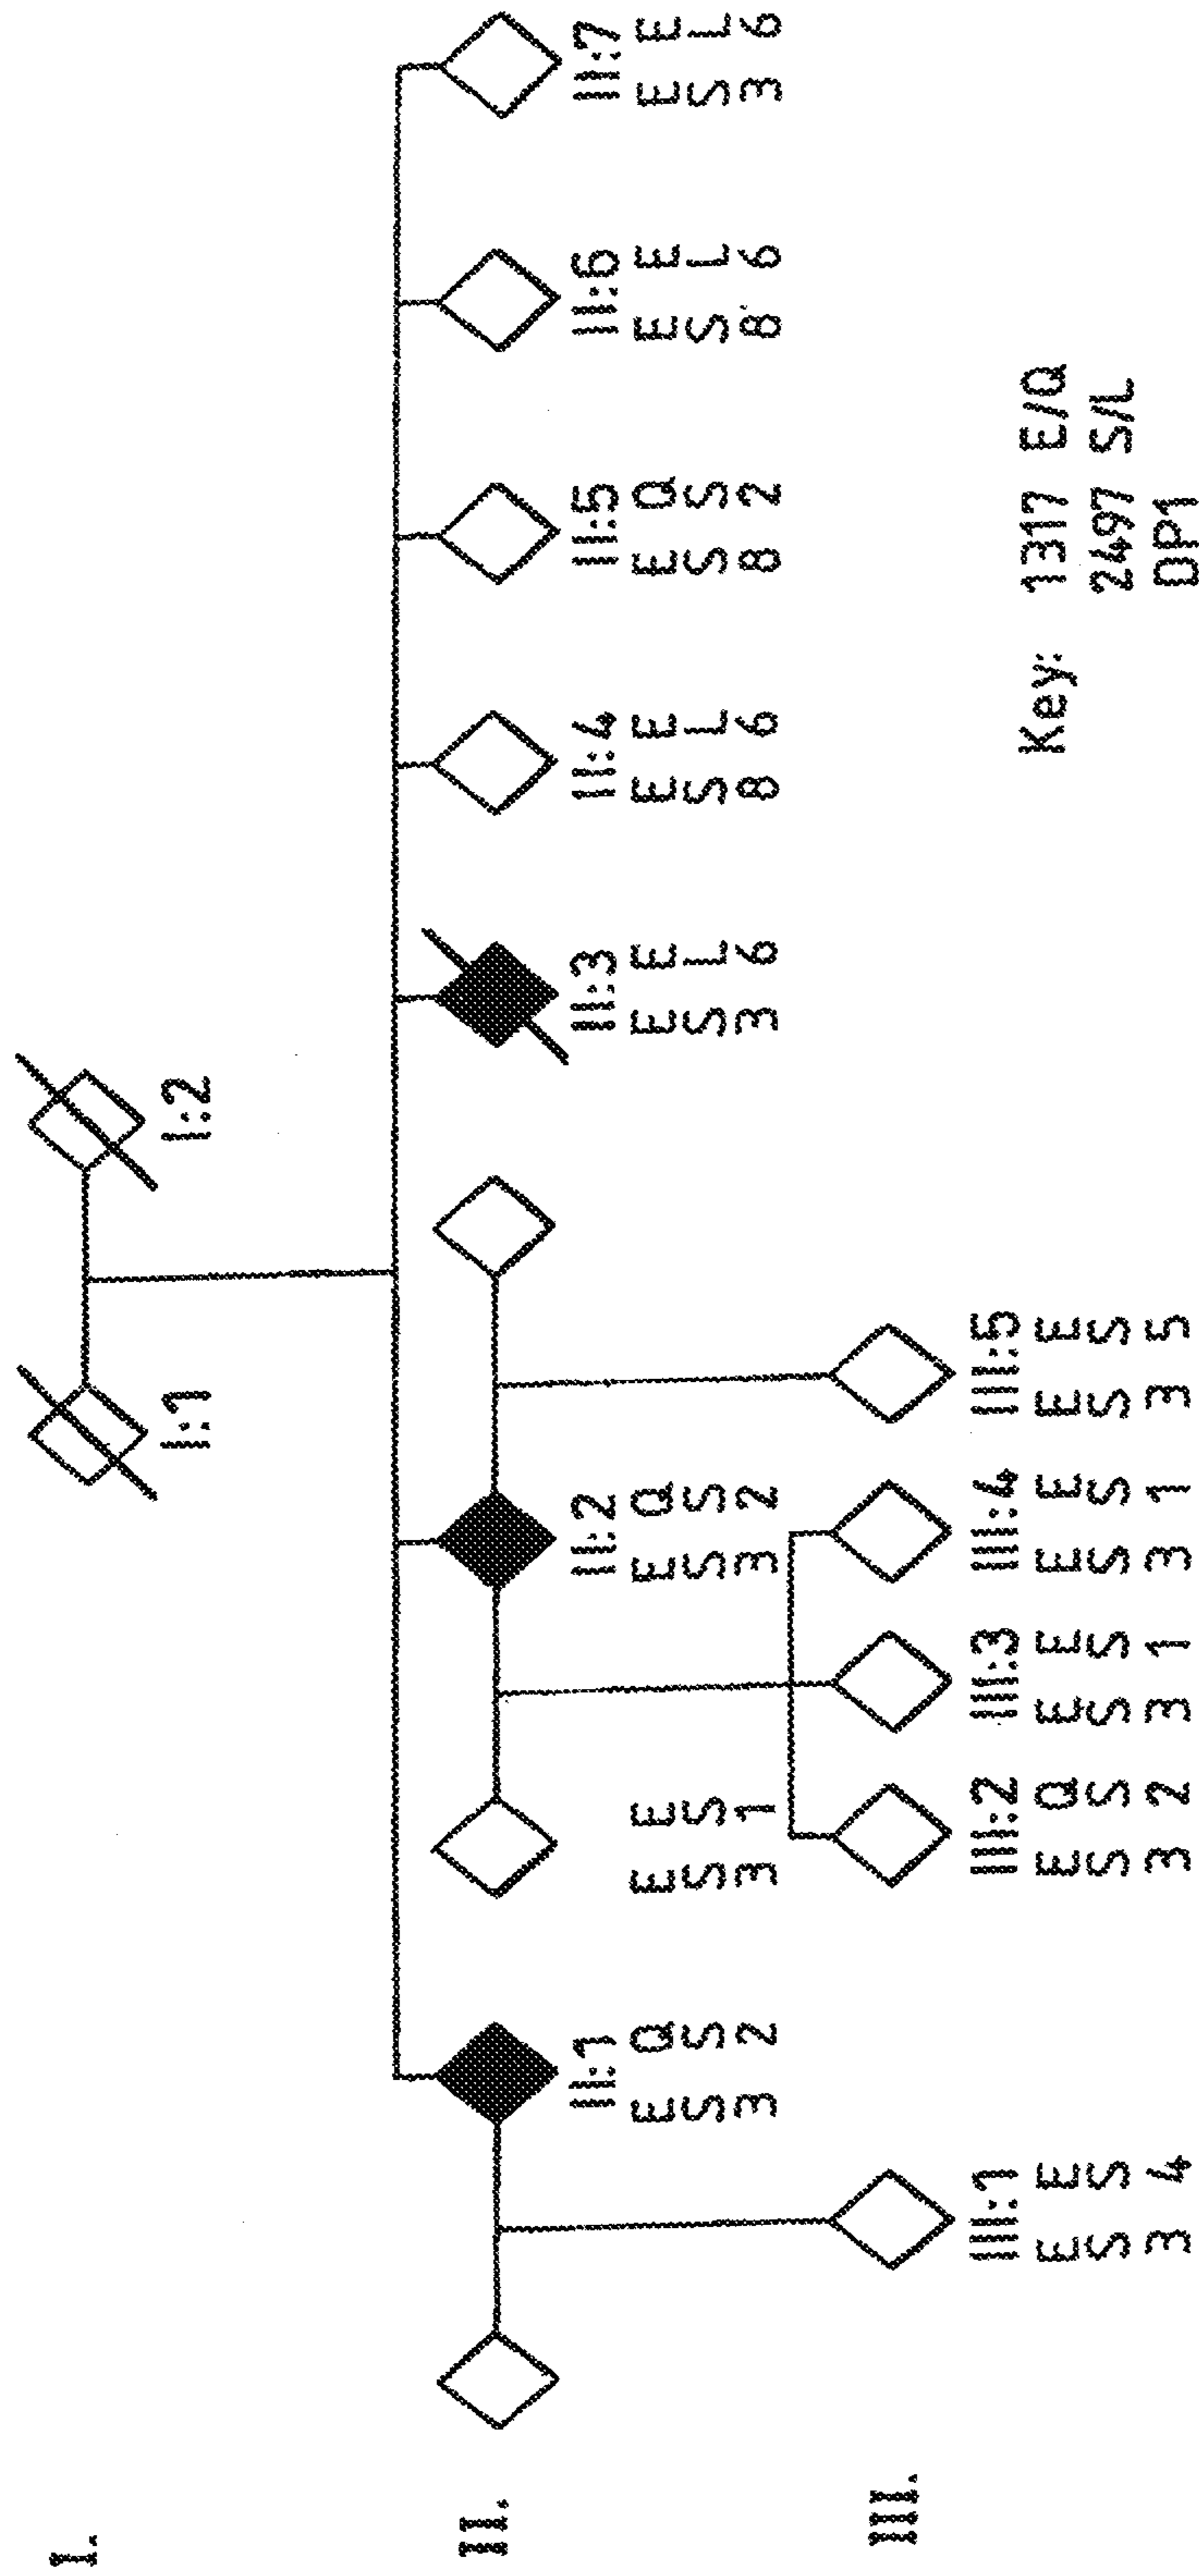 I.
I:1 I:2
II.
II:1 II:2 II:3 II:4 II:5 II:6 II:7
E Q E E E Q E E E E E Q E E E E
S S S S S S S L S L S S S L S L
3 2 3 1 3 2 3 6 8 6 8 2 8 6 3 6
III.
III:1 III:2 III:3 III:4 III:5
E E E Q E E E E E E
S S S S S S S S S S
3 4 3 2 3 1 3 1 3 5
Key: 1317 E/Q
2497 S/L
DP1